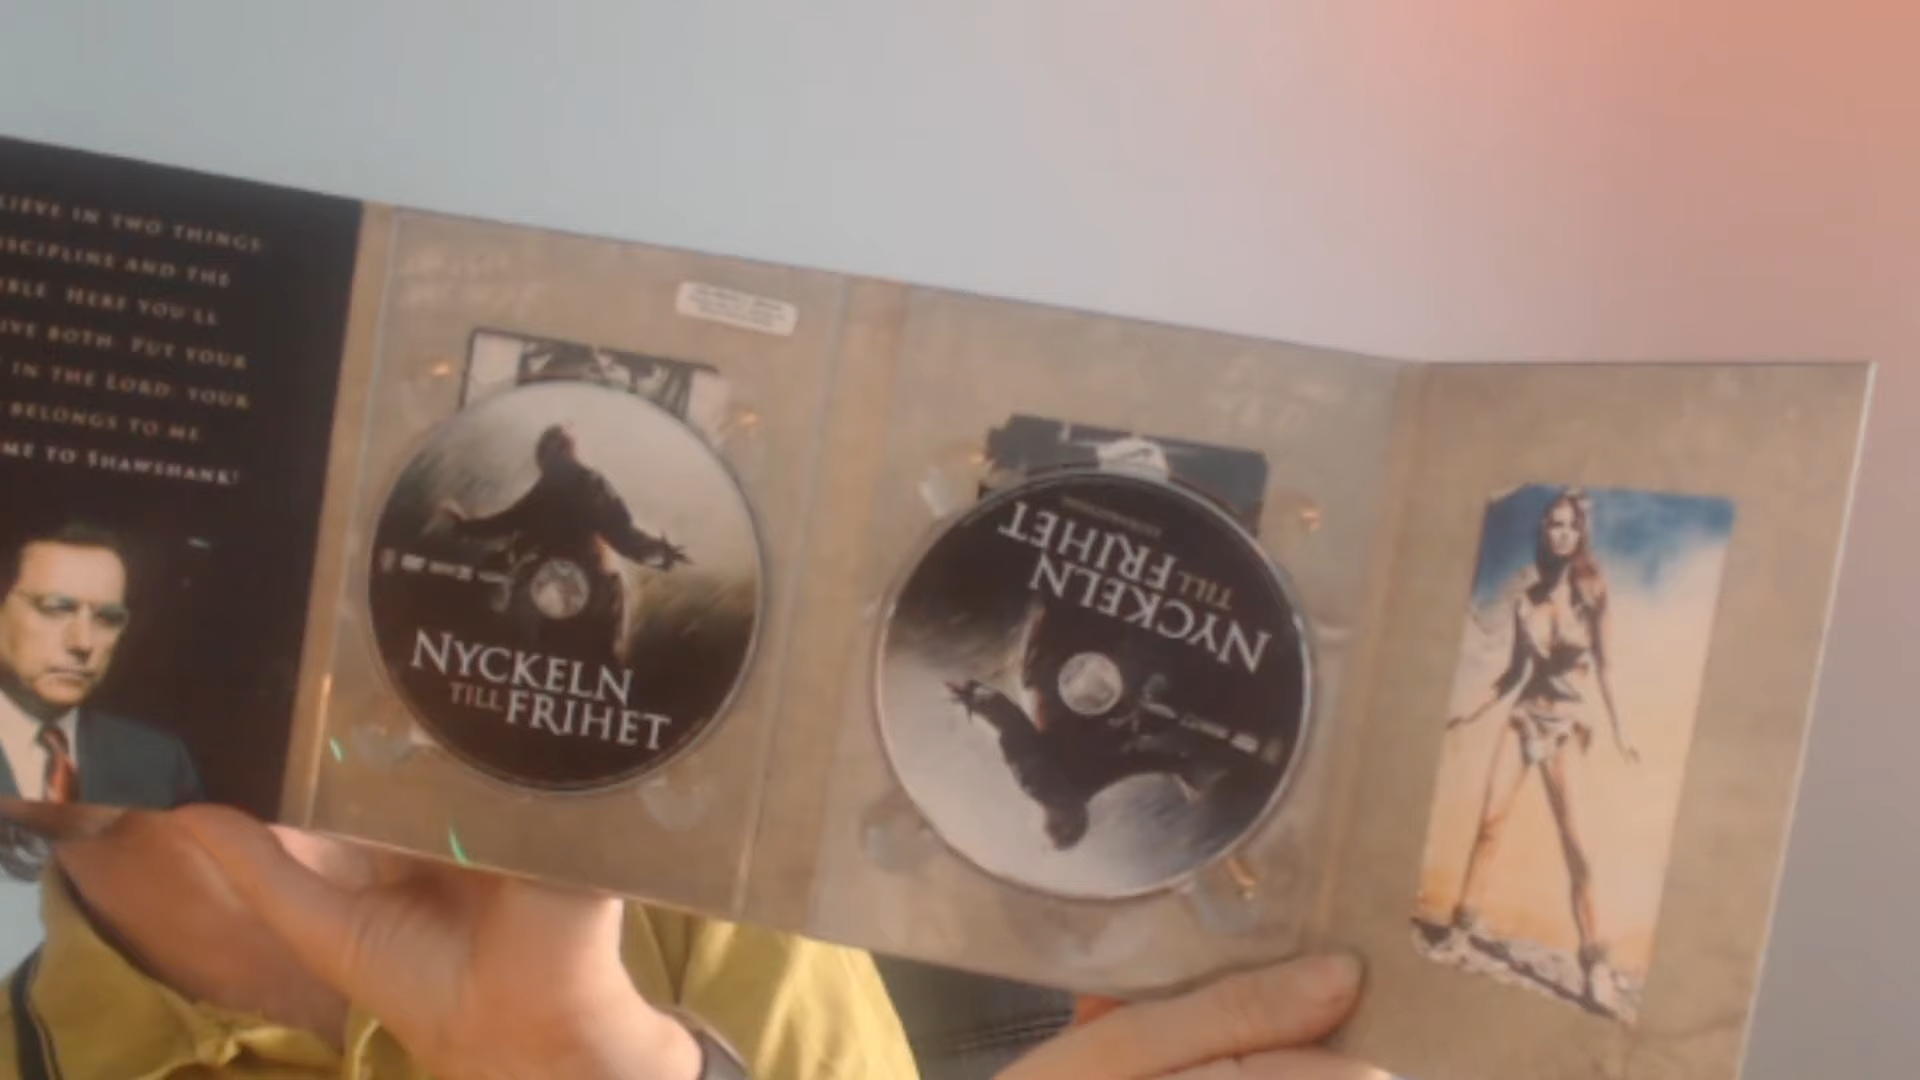 LIEVE IN TWO THINGS:
ISCIPLINE AND THE
IBLE. HERE YOU'LL
IVE BOTH. PUT YOUR
IN THE LORD; YOUR
BELONGS TO ME.
ME TO SHAWSHANK!
NYCKELN
TILL FRIHET
NYCKELN
TILL FRIHET